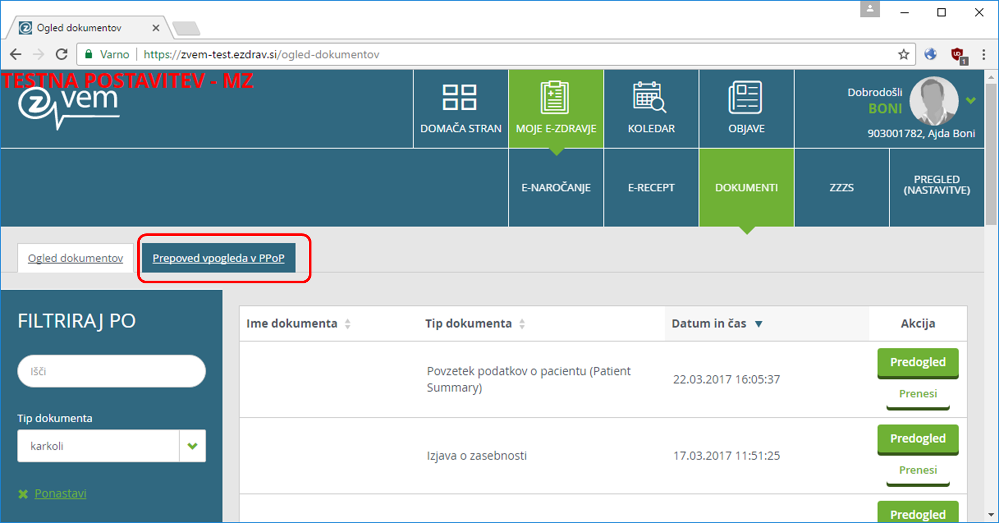 Ogled dokumentov
Varno
https://zvem-test.ezdrav.si/ogled-dokumentov
1
TESTNA POSTAVITEV - MZ
z vem
DOMAČA STRAN
MOJE E-ZDRAVJE
KOLEDAR
OBJAVE
Dobrodošli
BONI
903001782, Ajda Boni
E-NAROČANJE
E-RECEPT
DOKUMENTI
ZZZS
PREGLED
(NASTAVITVE)
Ogled dokumentov
Prepoved vpogleda v PPoP
FILTRIRAJ PO
Išči
Tip dokumenta
karkoli
Ponastavi
Ime dokumenta
Tip dokumenta
Datum in čas
Akcija
Povzetek podatkov o pacientu (Patient
Summary)
22.03.2017 16:05:37
Predogled
Prenesi
Izjava o zasebnosti
17.03.2017 11:51:25
Predogled
Prenesi
Predogled